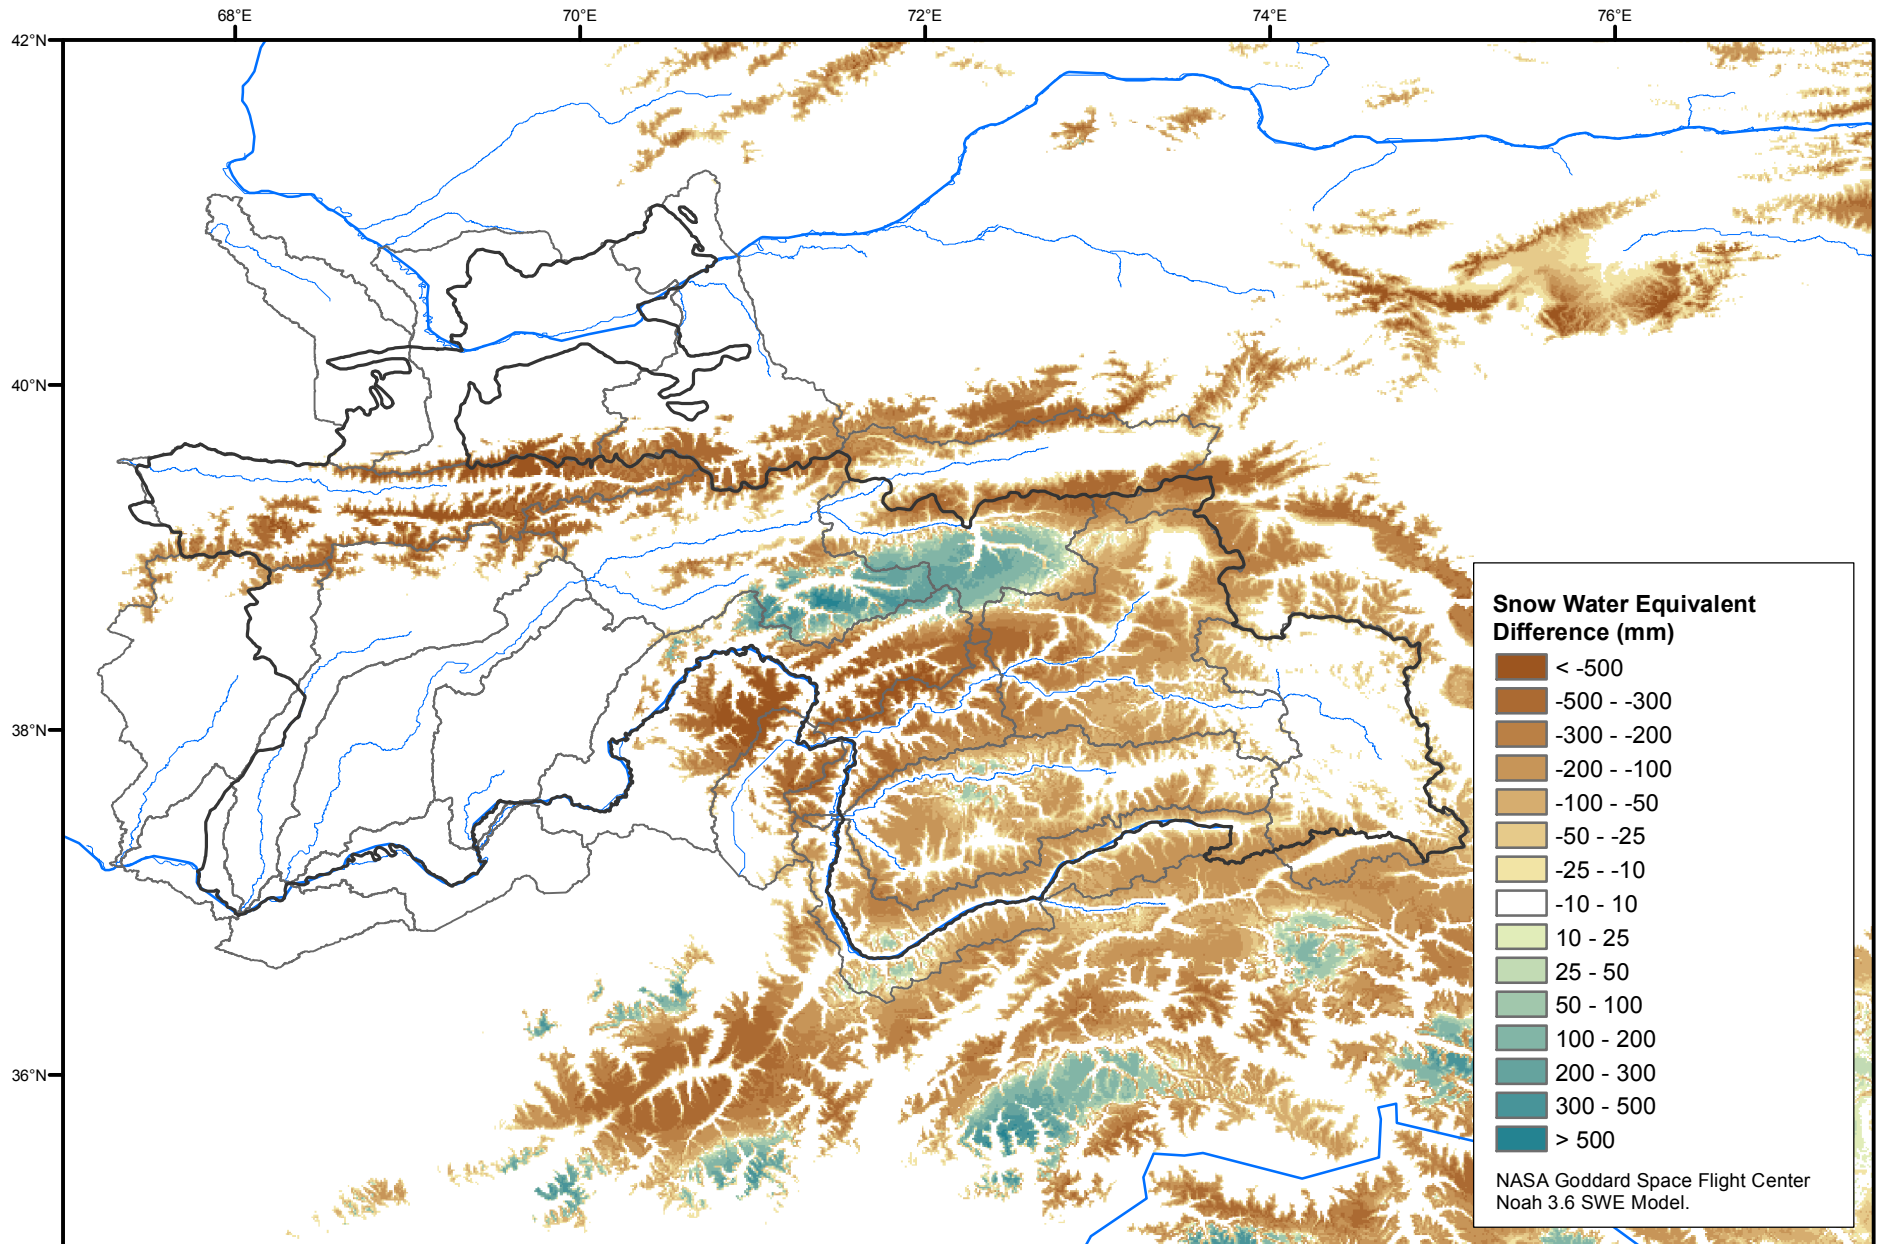 68°E 70°E 72°E 74°E 76°E
42°N
40°N
38°N
36°N
Snow Water Equivalent
Difference (mm)
< -500
-500 - -300
-300 - -200
-200 - -100
-100 - -50
-50 - -25
-25 - -10
-10 - 10
10 - 25
25 - 50
50 - 100
100 - 200
200 - 300
300 - 500
> 500
NASA Goddard Space Flight Center
Noah 3.6 SWE Model.